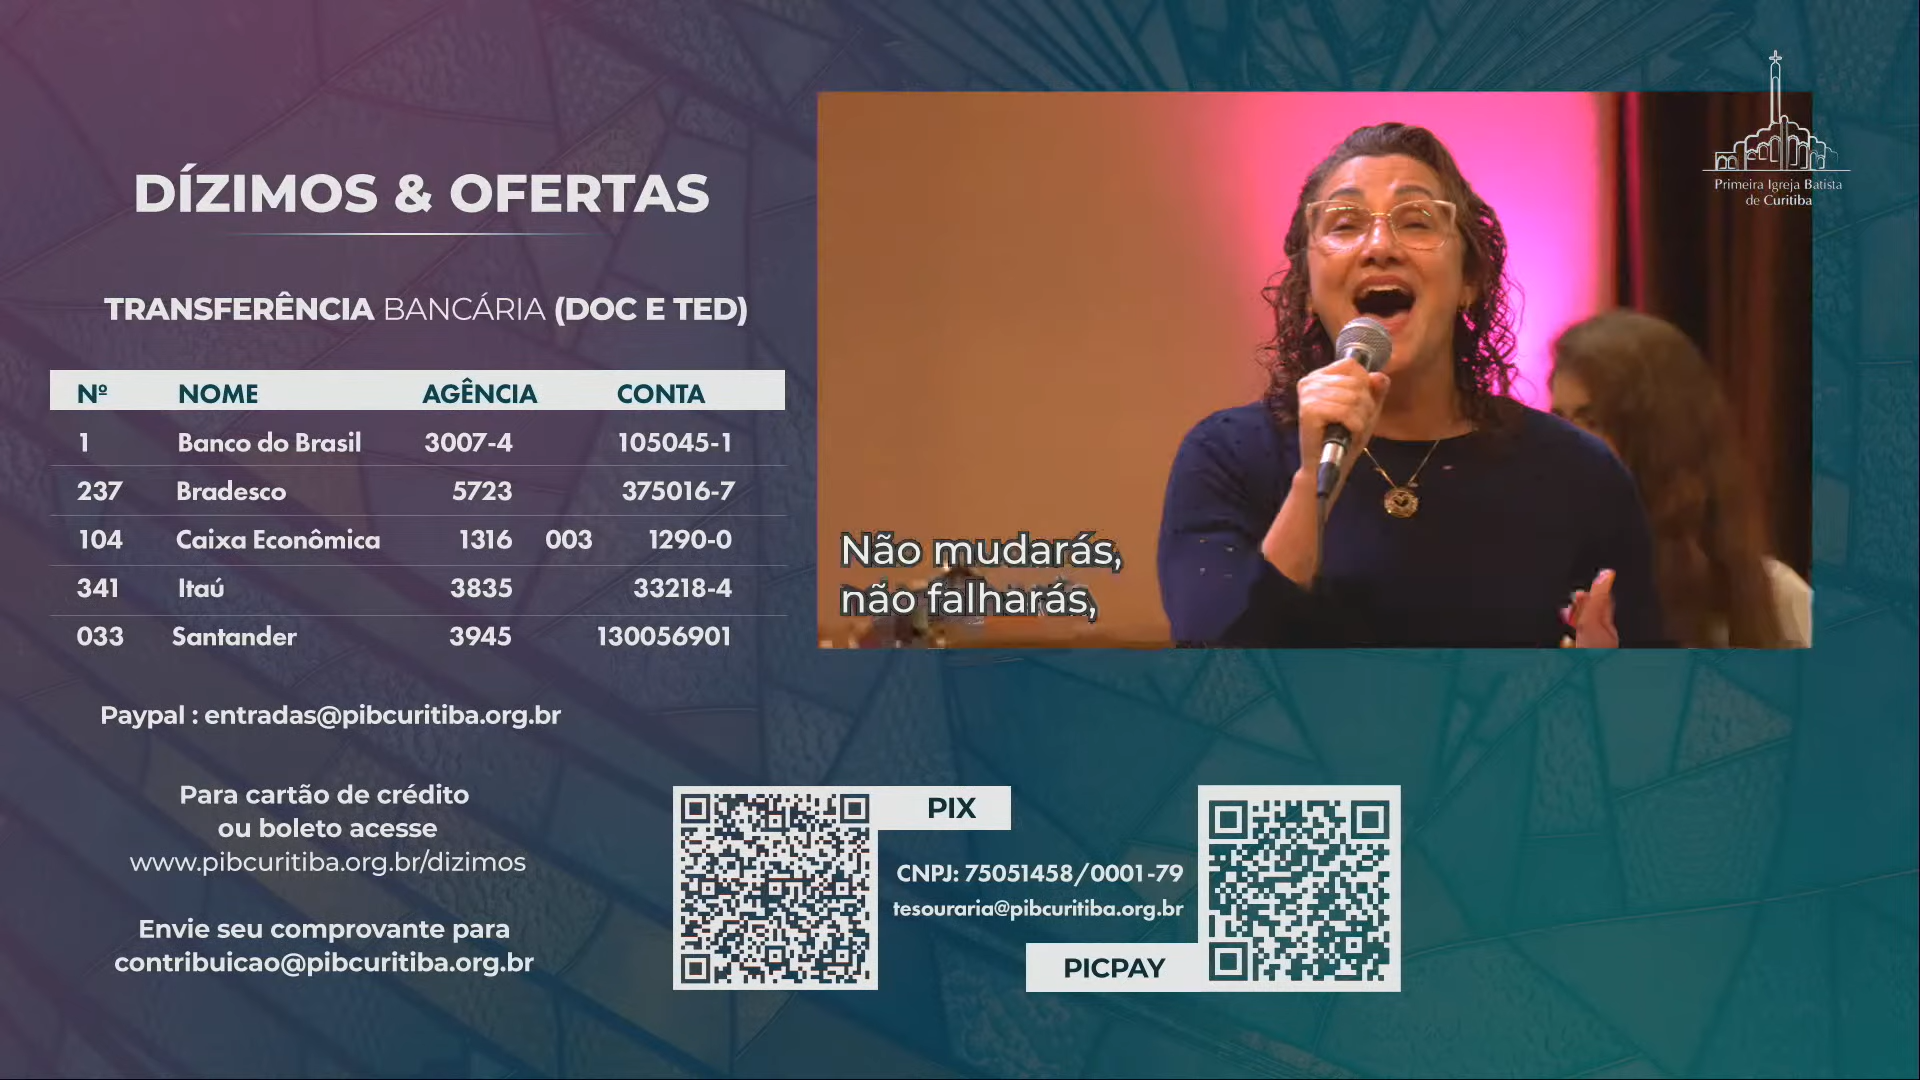 DÍZIMOS & OFERTAS
TRANSFERÊNCIA BANCÁRIA (DOC E TED)
Nº NOME AGÊNCIA CONTA
1 Banco do Brasil 3007-4 105045-1
237 Bradesco 5723 375016-7
104 Caixa Econômica 1316 003 1290-0
341 Itaú 3835 33218-4
033 Santander 3945 130056901
Paypal : entradas@pibcuritiba.org.br
Para cartão de crédito
ou boleto acesse
www.pibcuritiba.org.br/dizimos
Envie seu comprovante para
contribuicao@pibcuritiba.org.br
Primeira Igreja Batista
de Curitiba
Não mudarás,
não falharás,
PIX
CNPJ: 75051458/0001-79
tesouraria@pibcuritiba.org.br
PICPAY